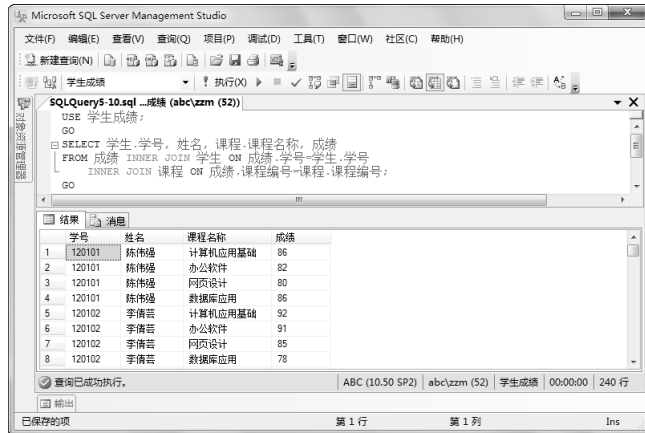 Microsoft SQL Server Management Studio
文件(F) 编辑(E) 查看(V) 查询(Q) 项目(P) 调试(D) 工具(T) 窗口(W) 社区(C) 帮助(H)
新建查询(N)
学生成绩 执行(X)
SQLQuery5-10.sql ...成绩 (abc\zzm (52))
对象资源管理器
USE 学生成绩;
GO
SELECT 学生.学号, 姓名, 课程.课程名称, 成绩
FROM 成绩 INNER JOIN 学生 ON 成绩.学号=学生.学号
INNER JOIN 课程 ON 成绩.课程编号=课程.课程编号;
GO
结果 消息
学号 姓名 课程名称 成绩
1 120101 陈伟强 计算机应用基础 86
2 120101 陈伟强 办公软件 82
3 120101 陈伟强 网页设计 80
4 120101 陈伟强 数据库应用 86
5 120102 李倩芸 计算机应用基础 92
6 120102 李倩芸 办公软件 91
7 120102 李倩芸 网页设计 85
8 120102 李倩芸 数据库应用 78
查询已成功执行。 ABC (10.50 SP2) abc\zzm (52) 学生成绩 00:00:00 240 行
输出
已保存的项 第 1 行 第 1 列 Ins